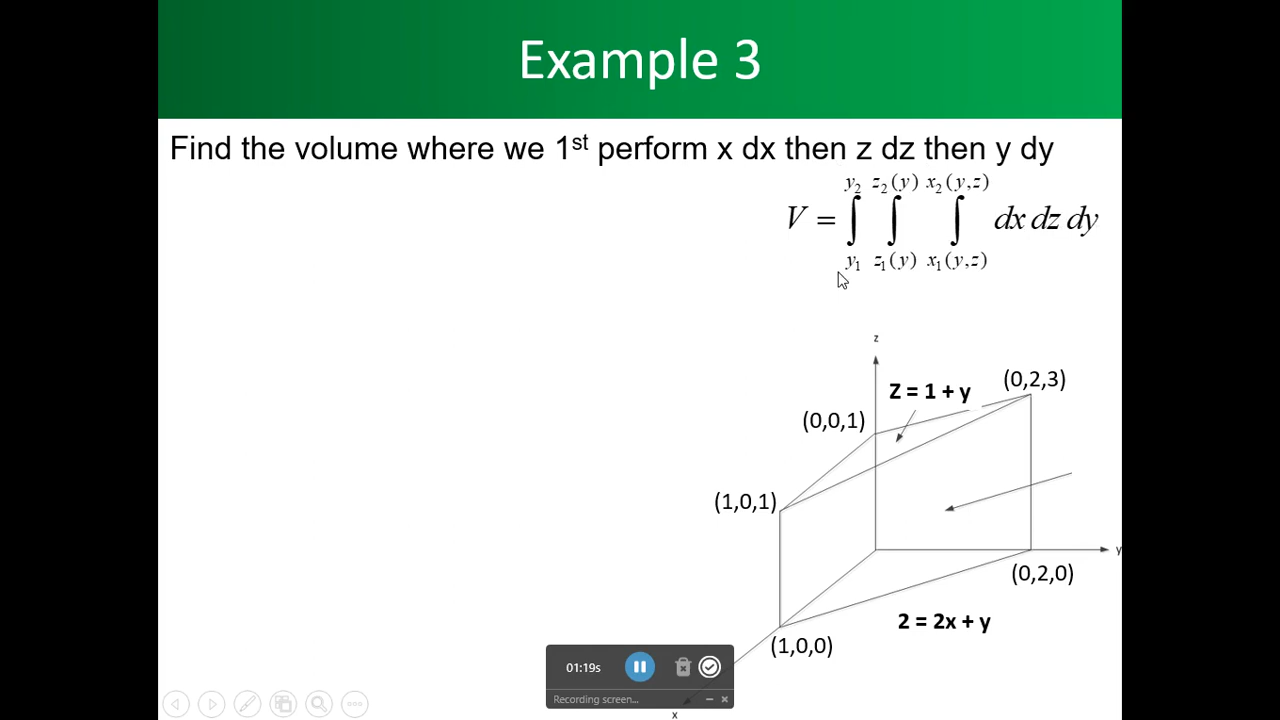 Example 3
Find the volume where we 1st perform x dx then z dz then y dy
y₂ z₂(y) x₂(y,z)
V = ∫ ∫ ∫ dx dz dy
y₁ z₁(y) x₁(y,z)
z
(0,2,3)
Z = 1 + y
(0,0,1)
(1,0,1)
y
(0,2,0)
2 = 2x + y
(1,0,0)
01:19s
Recording screen...
x